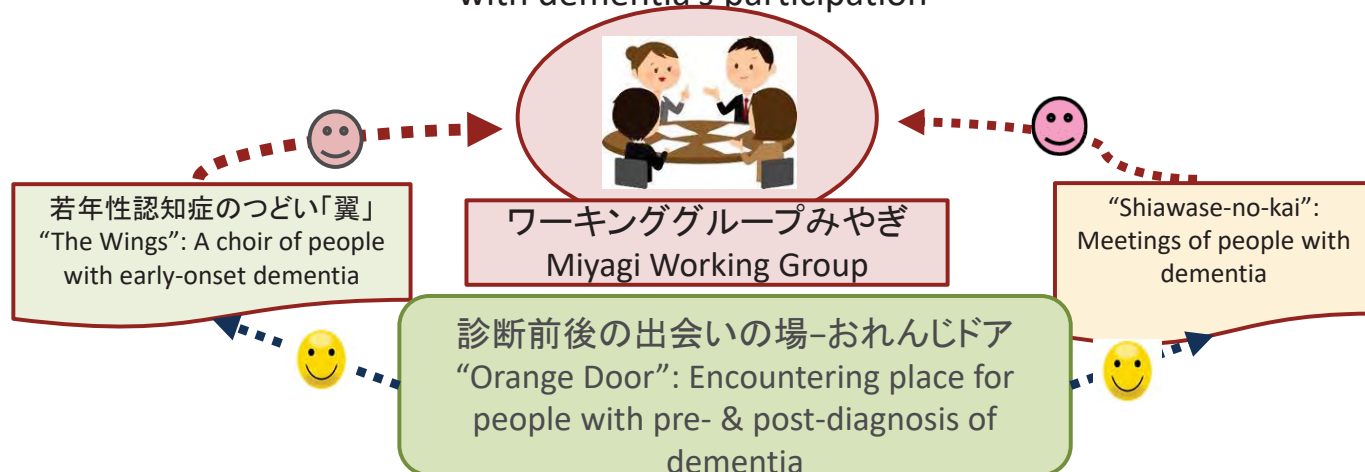 with dementia's participation
若年性認知症のつどい「翼」
“The Wings”: A choir of people
with early-onset dementia
ワーキンググループみやぎ
Miyagi Working Group
“Shiawase-no-kai”:
Meetings of people with
dementia
診断前後の出会いの場–おれんじドア
“Orange Door”: Encountering place for
people with pre- & post-diagnosis of
dementia